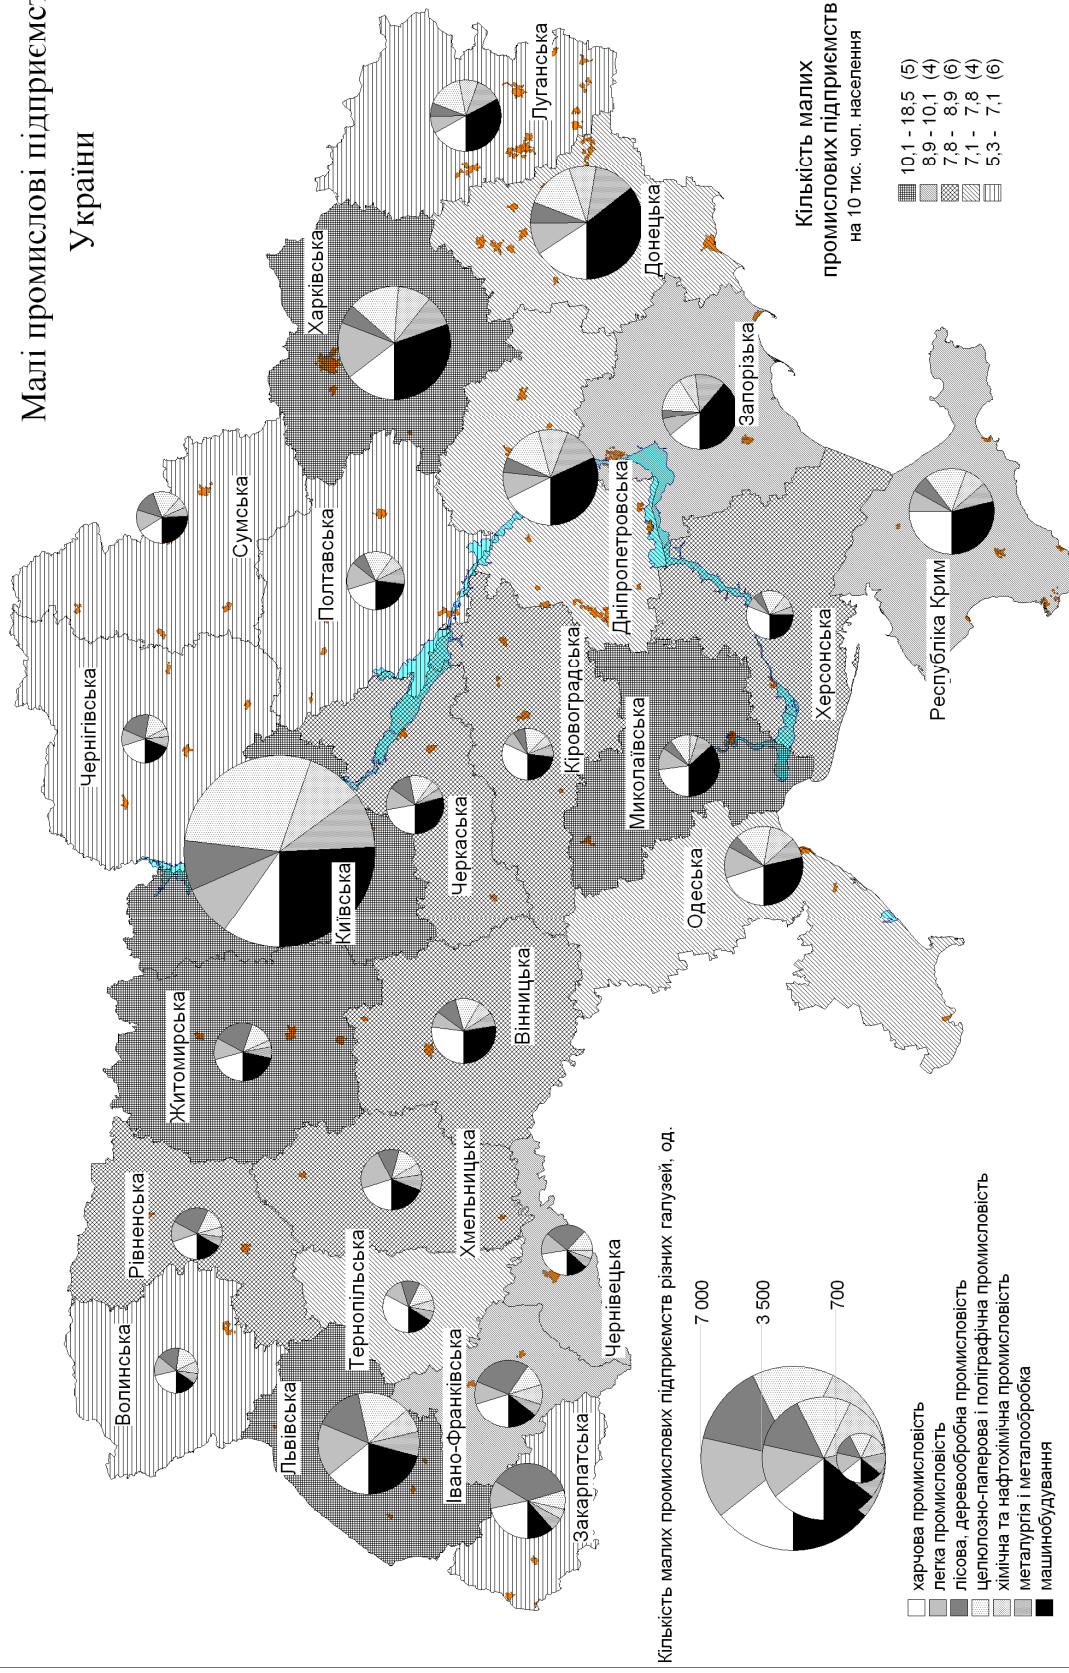 Малі промислові підприємст
України
Волинська
Рівненська
Житомирська
Чернігівська
Сумська
Львівська
Тернопільська
Хмельницька
Київська
Полтавська
Харківська
Луганська
Івано-Франківська
Закарпатська
Чернівецька
Вінницька
Черкаська
Кіровоградська
Дніпропетровська
Донецька
Одеська
Миколаївська
Херсонська
Запорізька
Республіка Крим
Кількість малих промислових підприємств різних галузей, од.
7 000
3 500
700
харчова промисловість
легка промисловість
лісова, деревообробна промисловість
целюлозно-паперова і поліграфічна промисловість
хімічна та нафтохімічна промисловість
металургія і металообробка
машинобудування
Кількість малих
промислових підприємств
на 10 тис. чол. населення
10,1 - 18,5 (5)
8,9 - 10,1 (4)
7,8 - 8,9 (6)
7,1 - 7,8 (4)
5,3 - 7,1 (6)